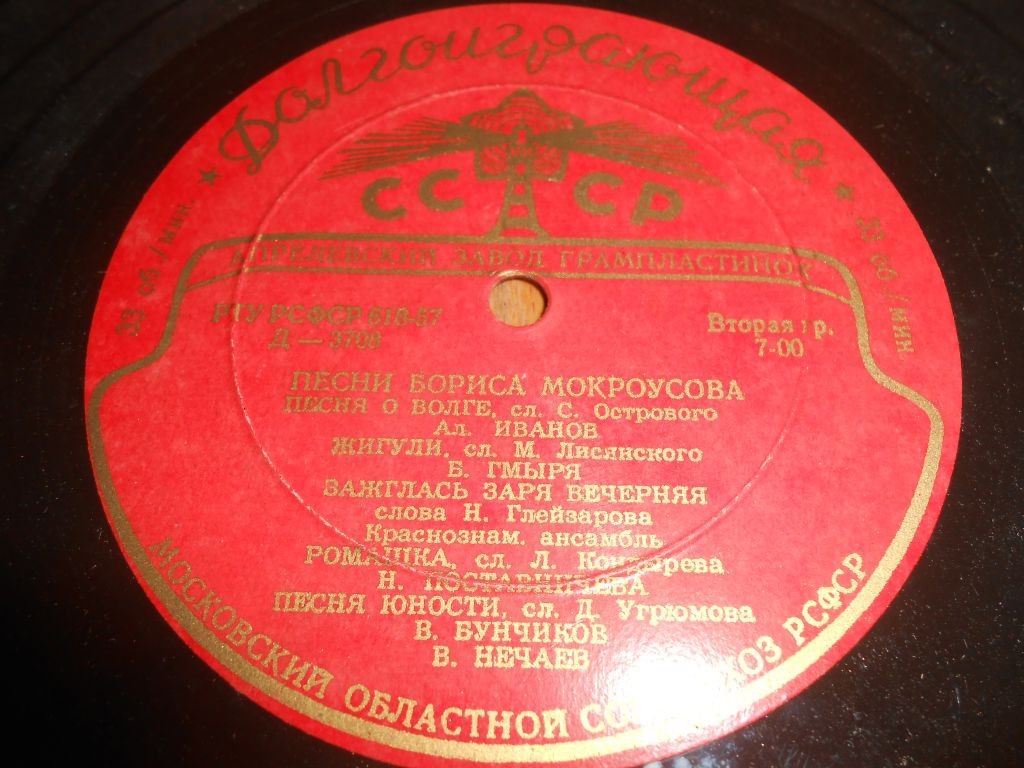 Долгоиграющая
33 об/мин.
33 об/мин
СССР
АПРЕЛЕВСКИЙ ЗАВОД ГРАМПЛАСТИНОК
РТУ РСФСР 618-57
Д — 3708
Вторая гр.
7-00
ПЕСНИ БОРИСА МОКРОУСОВА
ПЕСНЯ О ВОЛГЕ, сл. С. Острового
Ал. ИВАНОВ
ЖИГУЛИ, сл. М. Лисянского
Б. ГМЫРЯ
ЗАЖГЛАСЬ ЗАРЯ ВЕЧЕРНЯЯ
слова Н. Глейзарова
Краснознам. ансамбль
РОМАШКА, сл. Л. Кондырева
Н. ПОСТАВНИЧЕВА
ПЕСНЯ ЮНОСТИ, сл. Д. Угрюмова
В. БУНЧИКОВ
В. НЕЧАЕВ
МОСКОВСКИЙ ОБЛАСТНОЙ РСФСР